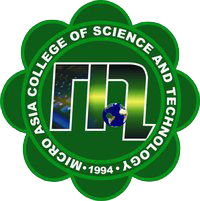 MICRO ASIA COLLEGE OF SCIENCE AND TECHNOLOGY
• 1994 •
m